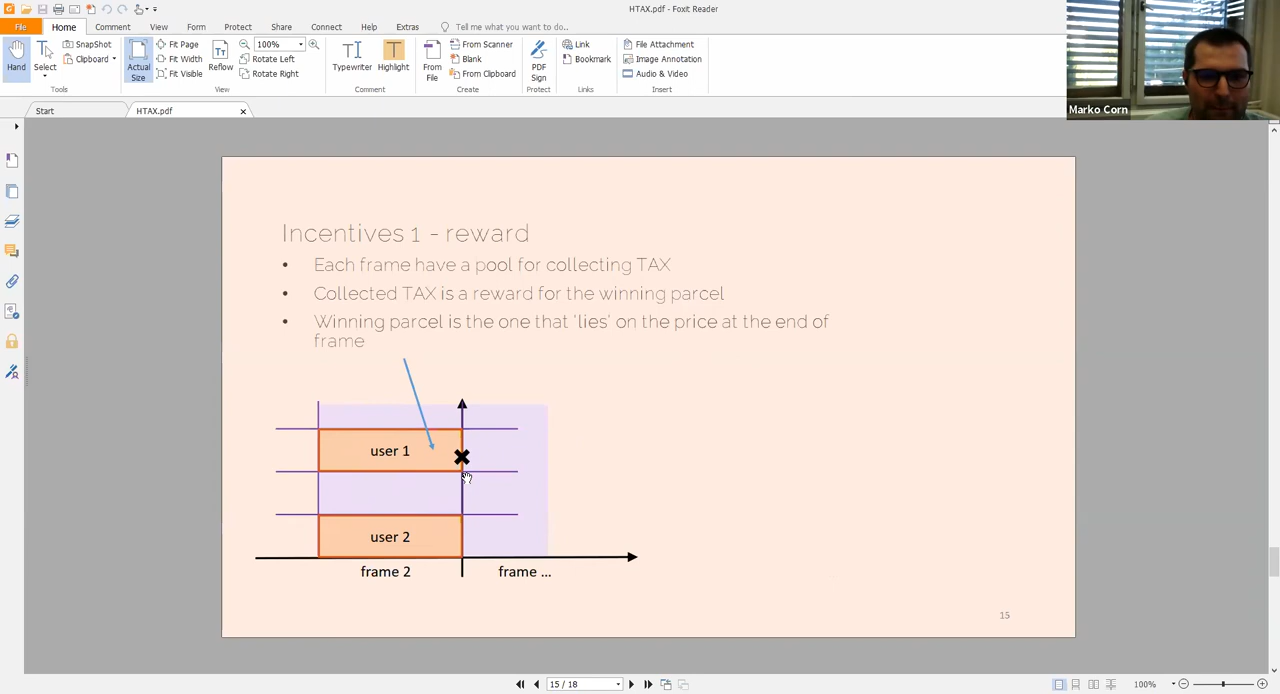 HTAX.pdf - Foxit Reader
File
Home
Comment
View
Form
Protect
Share
Connect
Help
Extras
Tell me what you want to do...
Hand
Select
SnapShot
Clipboard
Actual Size
Fit Page
Fit Width
Fit Visible
Reflow
100%
Rotate Left
Rotate Right
Typewriter
Highlight
From File
From Scanner
Blank
From Clipboard
PDF Sign
Link
Bookmark
File Attachment
Image Annotation
Audio & Video
Tools
View
Comment
Create
Protect
Links
Insert
Marko Corn
Start
HTAX.pdf
Incentives 1 - reward
• Each frame have a pool for collecting TAX
• Collected TAX is a reward for the winning parcel
• Winning parcel is the one that 'lies' on the price at the end of
frame
user 1
user 2
frame 2
frame ...
15
15 / 18
100%